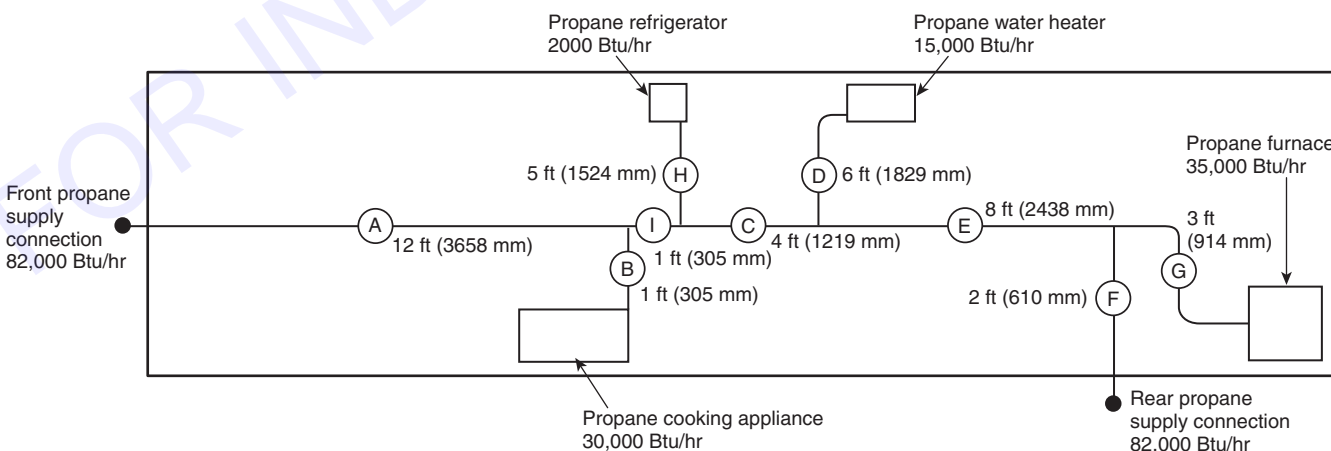 FOR
Propane refrigerator
2000 Btu/hr
Propane water heater
15,000 Btu/hr
Propane furnace
35,000 Btu/hr
5 ft (1524 mm)
H
D
6 ft (1829 mm)
Front propane
supply
connection
82,000 Btu/hr
A
12 ft (3658 mm)
I
1 ft (305 mm)
C
4 ft (1219 mm)
E
8 ft (2438 mm)
3 ft
(914 mm)
B
1 ft (305 mm)
2 ft (610 mm)
F
G
Propane cooking appliance
30,000 Btu/hr
Rear propane
supply connection
82,000 Btu/hr